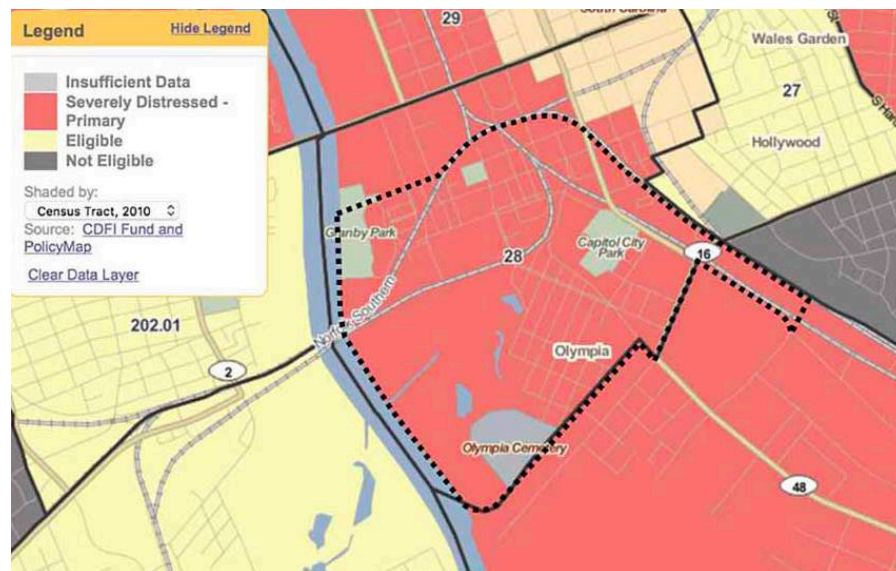 Legend Hide Legend
Insufficient Data
Severely Distressed -
Primary
Eligible
Not Eligible
Shaded by:
Census Tract, 2010
Source: CDFI Fund and
PolicyMap
Clear Data Layer
29
South Carolina
Wales Garden
27
Hollywood
Granby Park
Capitol City
Park
28
16
Norfolk Southern
202.01
2
Olympia
Olympia Cemetery
48